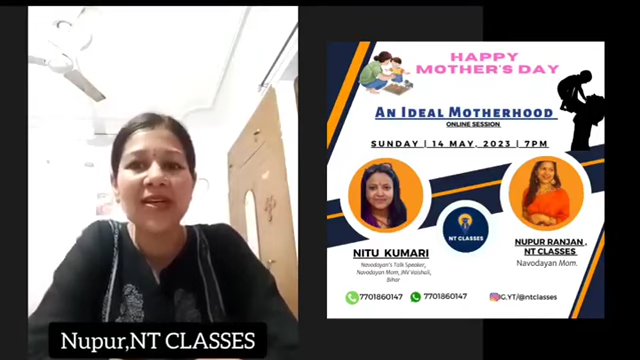 Nupur,NT CLASSES
HAPPY
MOTHER'S DAY
AN IDEAL MOTHERHOOD
ONLINE SESSION
SUNDAY | 14 MAY, 2023 | 7PM
NT CLASSES
NITU KUMARI
Navodayan's Talk Speaker,
Navodayan Mom, JNV Vaishali,
Bihar
NUPUR RANJAN ,
NT CLASSES
Navodayan Mom.
7701860147
7701860147
IG,YT/@ntclasses